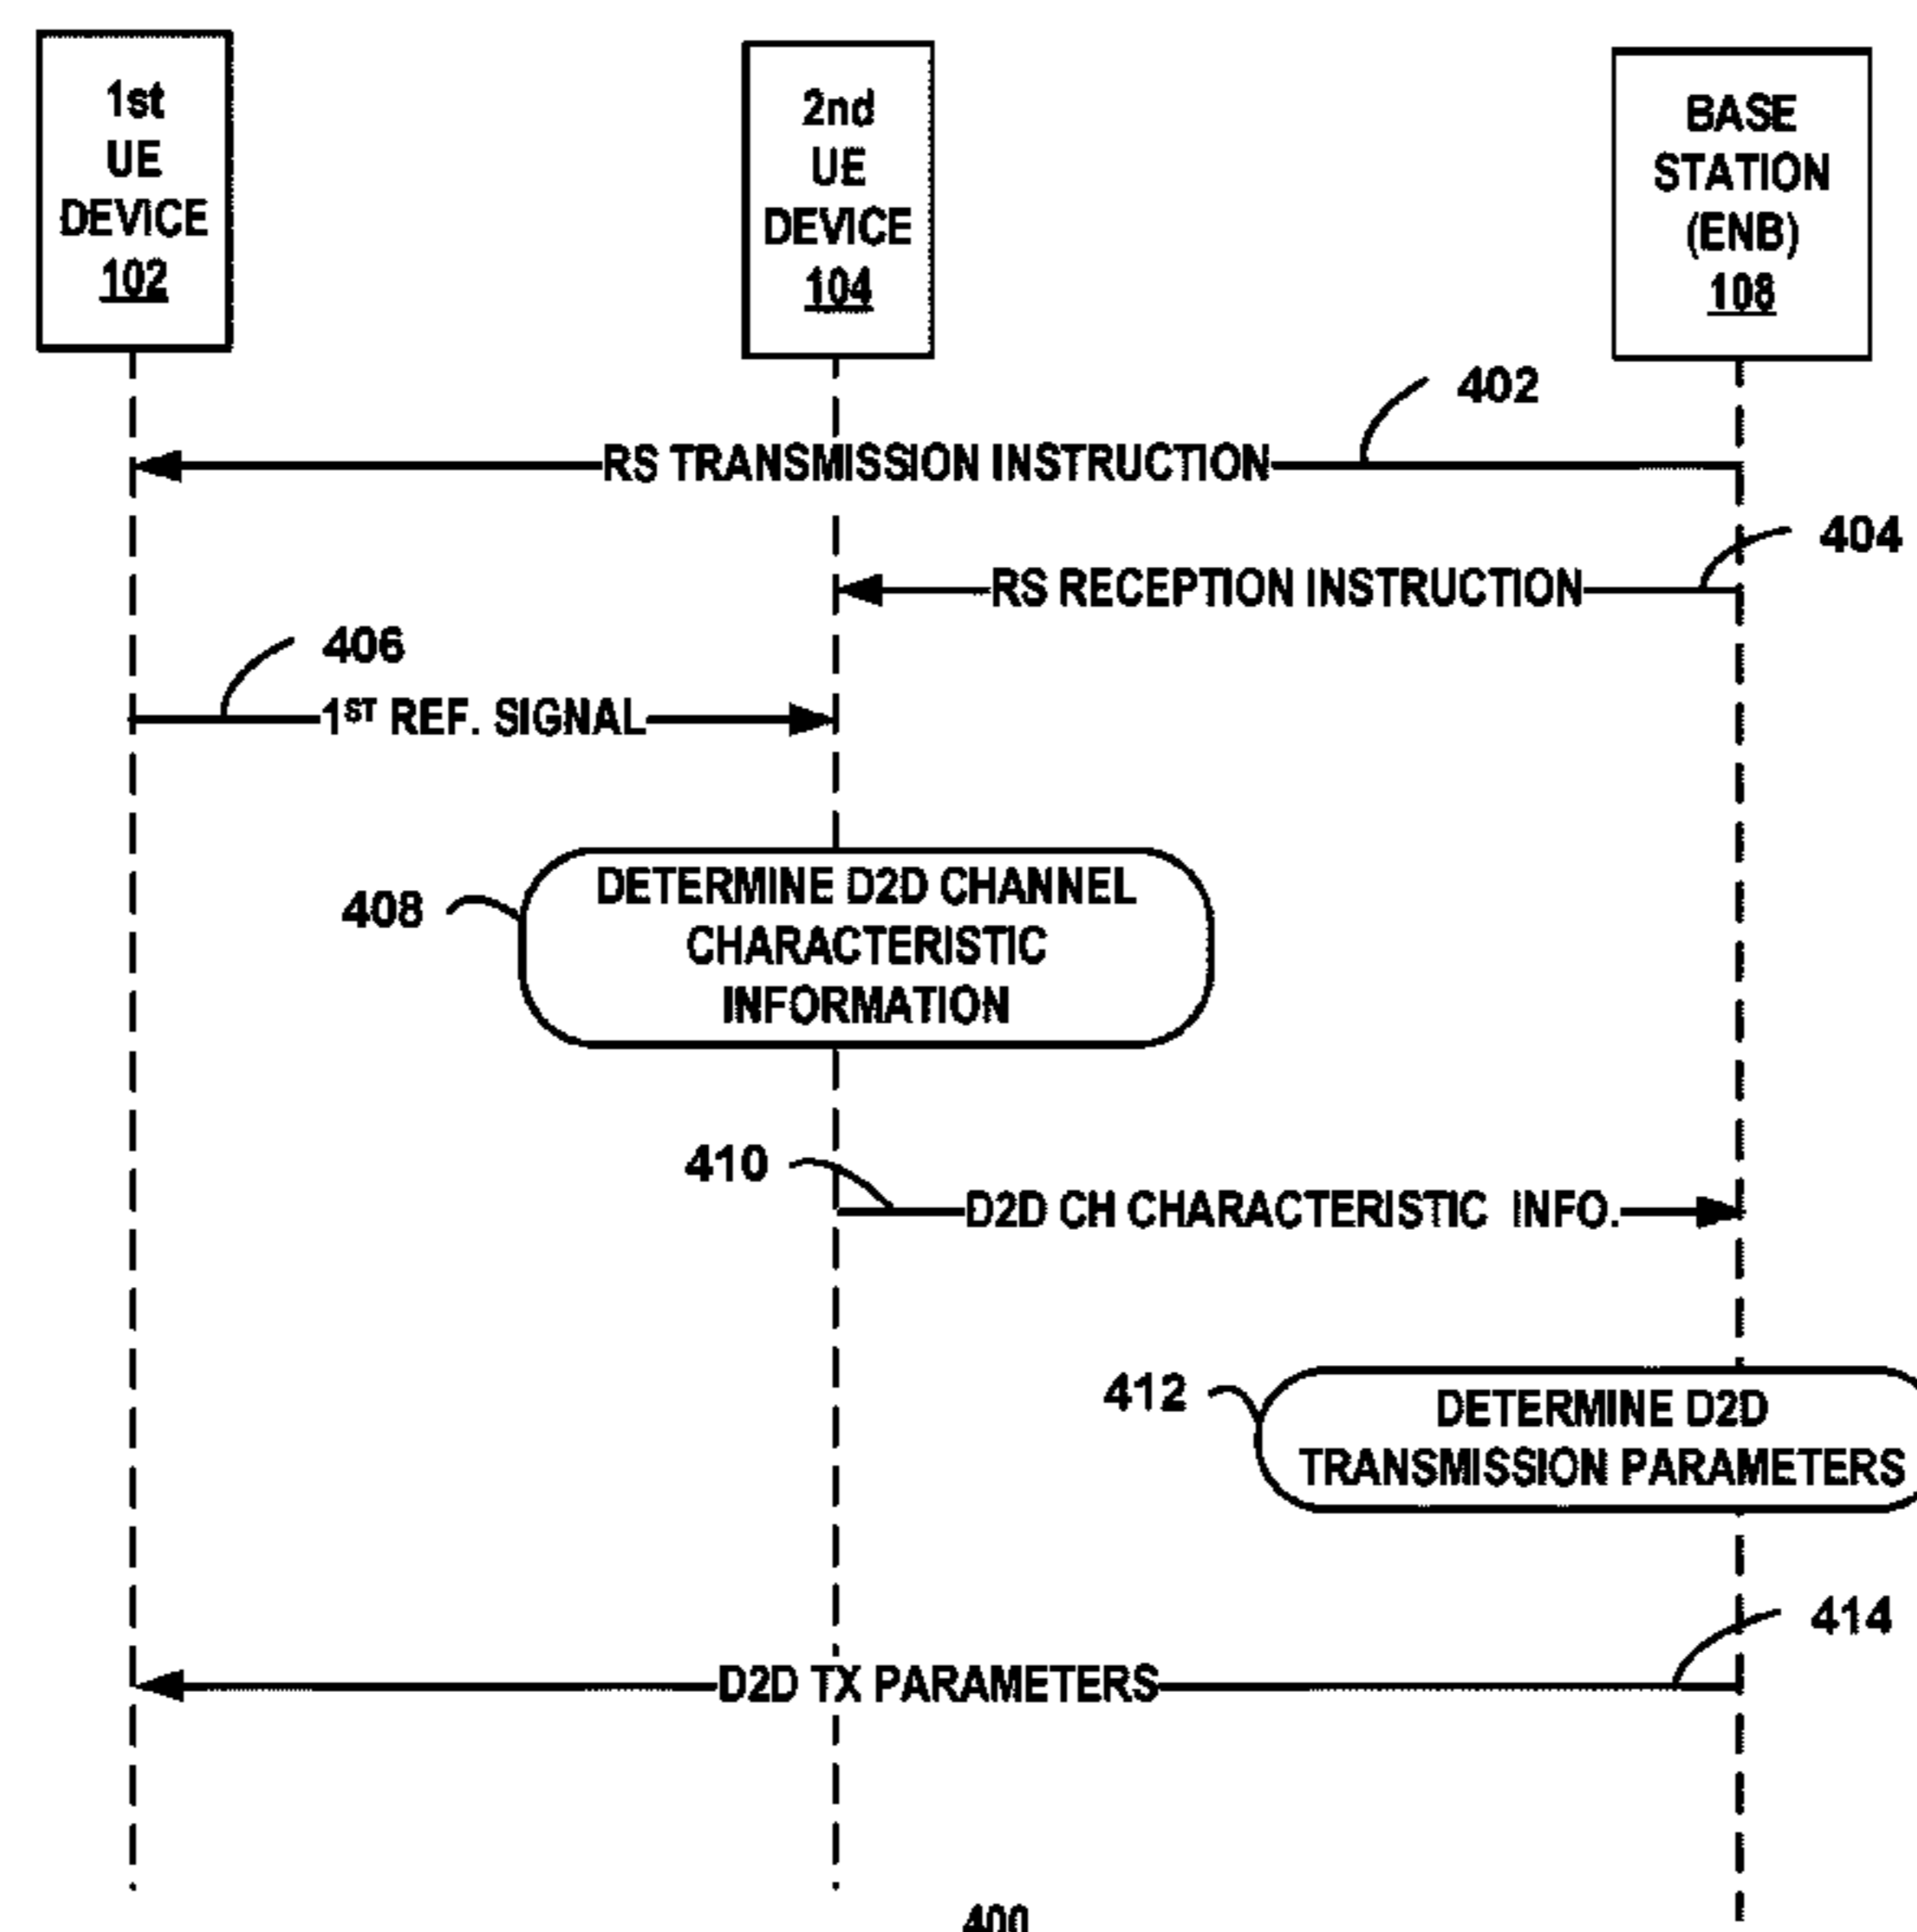 1st
UE
DEVICE
102
2nd
UE
DEVICE
104
BASE
STATION
(ENB)
108
402
RS TRANSMISSION INSTRUCTION
404
RS RECEPTION INSTRUCTION
406
1ST REF. SIGNAL
408
DETERMINE D2D CHANNEL
CHARACTERISTIC
INFORMATION
410
D2D CH CHARACTERISTIC INFO.
412
DETERMINE D2D
TRANSMISSION PARAMETERS
414
D2D TX PARAMETERS
400